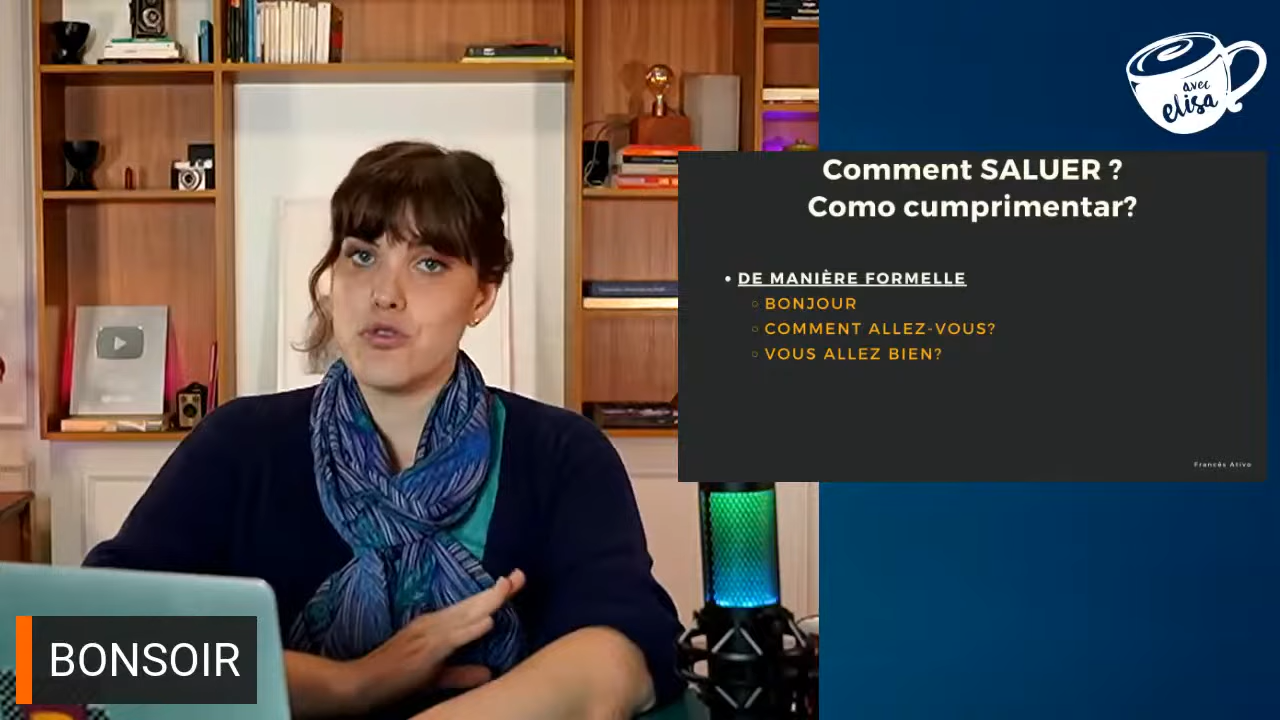 avec
elisa
Comment SALUER ?
Como cumprimentar?
• DE MANIÈRE FORMELLE
○ BONJOUR
○ COMMENT ALLEZ-VOUS?
○ VOUS ALLEZ BIEN?
Francês Ativo
BONSOIR